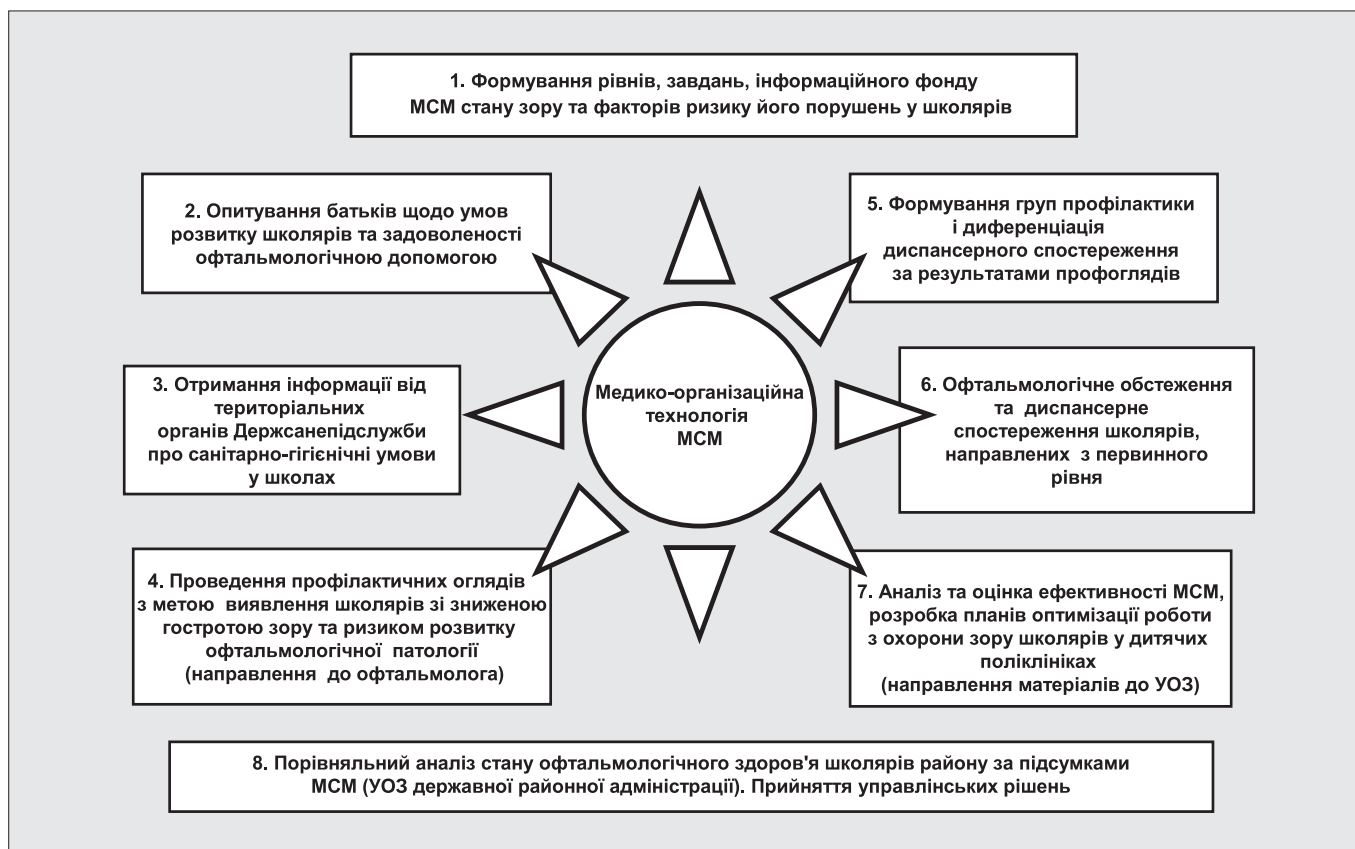 1. Формування рівнів, завдань, інформаційного фонду
МСМ стану зору та факторів ризику його порушень у школярів
2. Опитування батьків щодо умов
розвитку школярів та задоволеності
офтальмологічною допомогою
3. Отримання інформації від
територіальних
органів Держсанепідслужби
про санітарно-гігієнічні умови
у школах
4. Проведення профілактичних оглядів
з метою виявлення школярів зі зниженою
гостротою зору та ризиком розвитку
офтальмологічної патології
(направлення до офтальмолога)
Медико-організаційна
технологія
МСМ
5. Формування груп профілактики
і диференціація
диспансерного спостереження
за результатами профоглядів
6. Офтальмологічне обстеження
та диспансерне
спостереження школярів,
направлених з первинного
рівня
7. Аналіз та оцінка ефективності МСМ,
розробка планів оптимізації роботи
з охорони зору школярів у дитячих
поліклініках
(направлення матеріалів до УОЗ)
8. Порівняльний аналіз стану офтальмологічного здоров'я школярів району за підсумками
МСМ (УОЗ державної районної адміністрації). Прийняття управлінських рішень